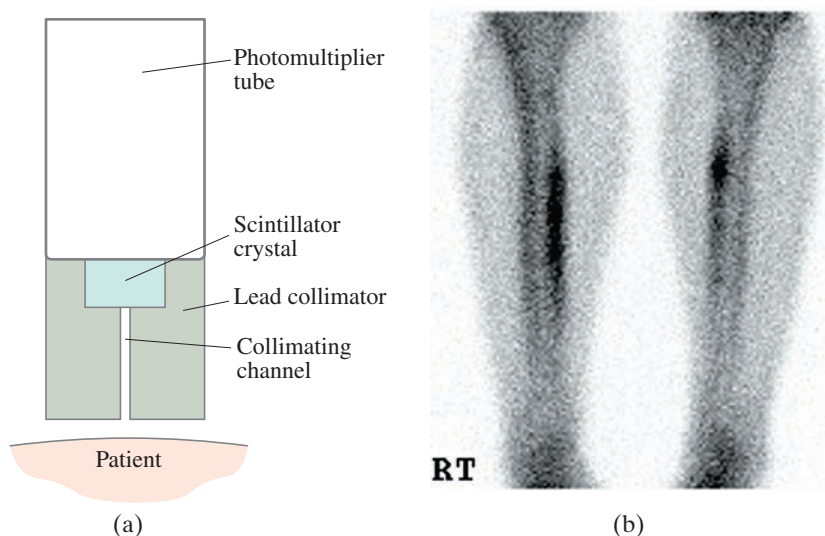 Photomultiplier
tube
Scintillator
crystal
Lead collimator
Collimating
channel
Patient
(a)
RT
(b)